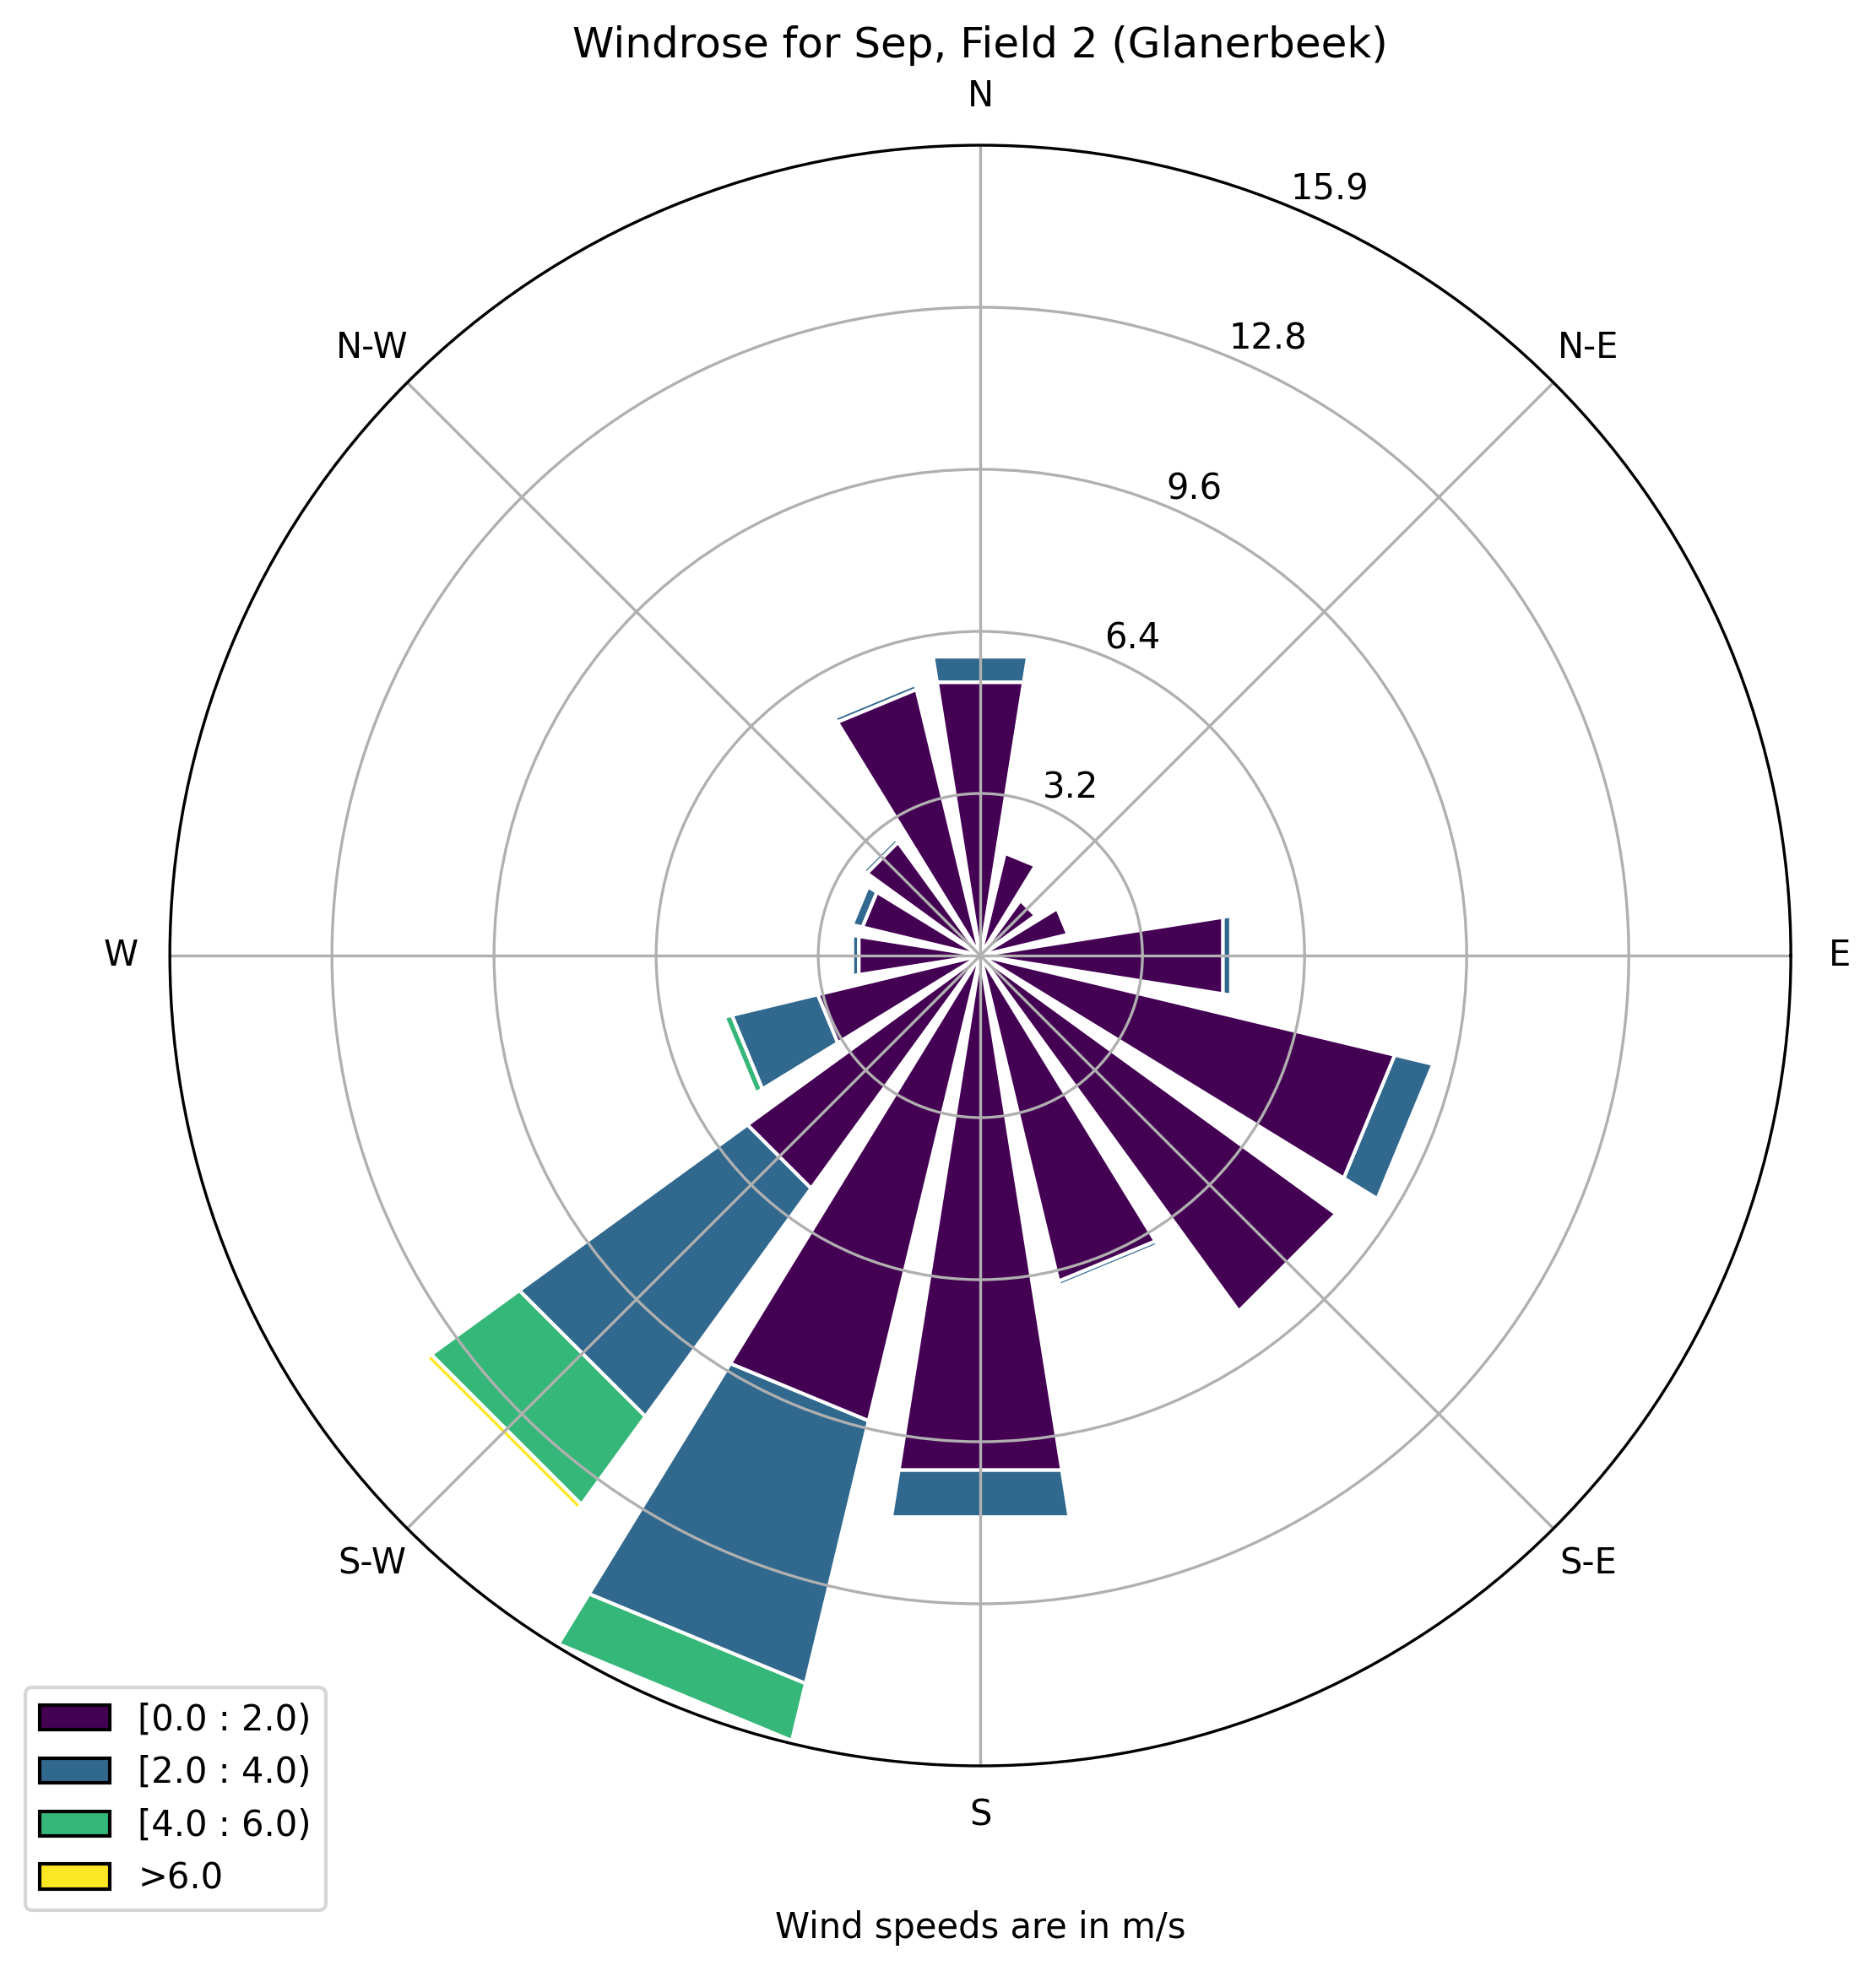 Windrose for Sep, Field 2 (Glanerbeek)
N
15.9
12.8
N-W
N-E
9.6
6.4
3.2
W
E
S-W
S-E
[0.0 : 2.0)
[2.0 : 4.0)
S
[4.0 : 6.0)
>6.0
Wind speeds are in m/s